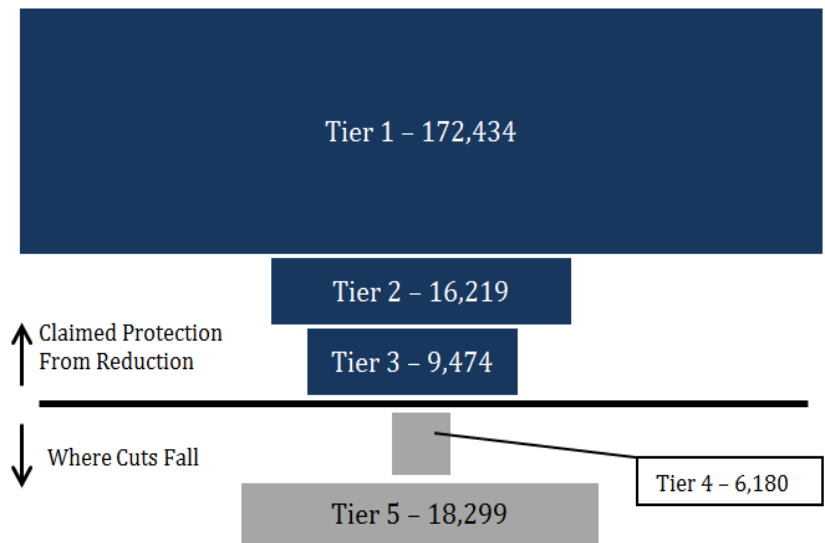 Tier 1 – 172,434
Tier 2 – 16,219
Claimed Protection
From Reduction
Tier 3 – 9,474
Where Cuts Fall
Tier 4 – 6,180
Tier 5 – 18,299